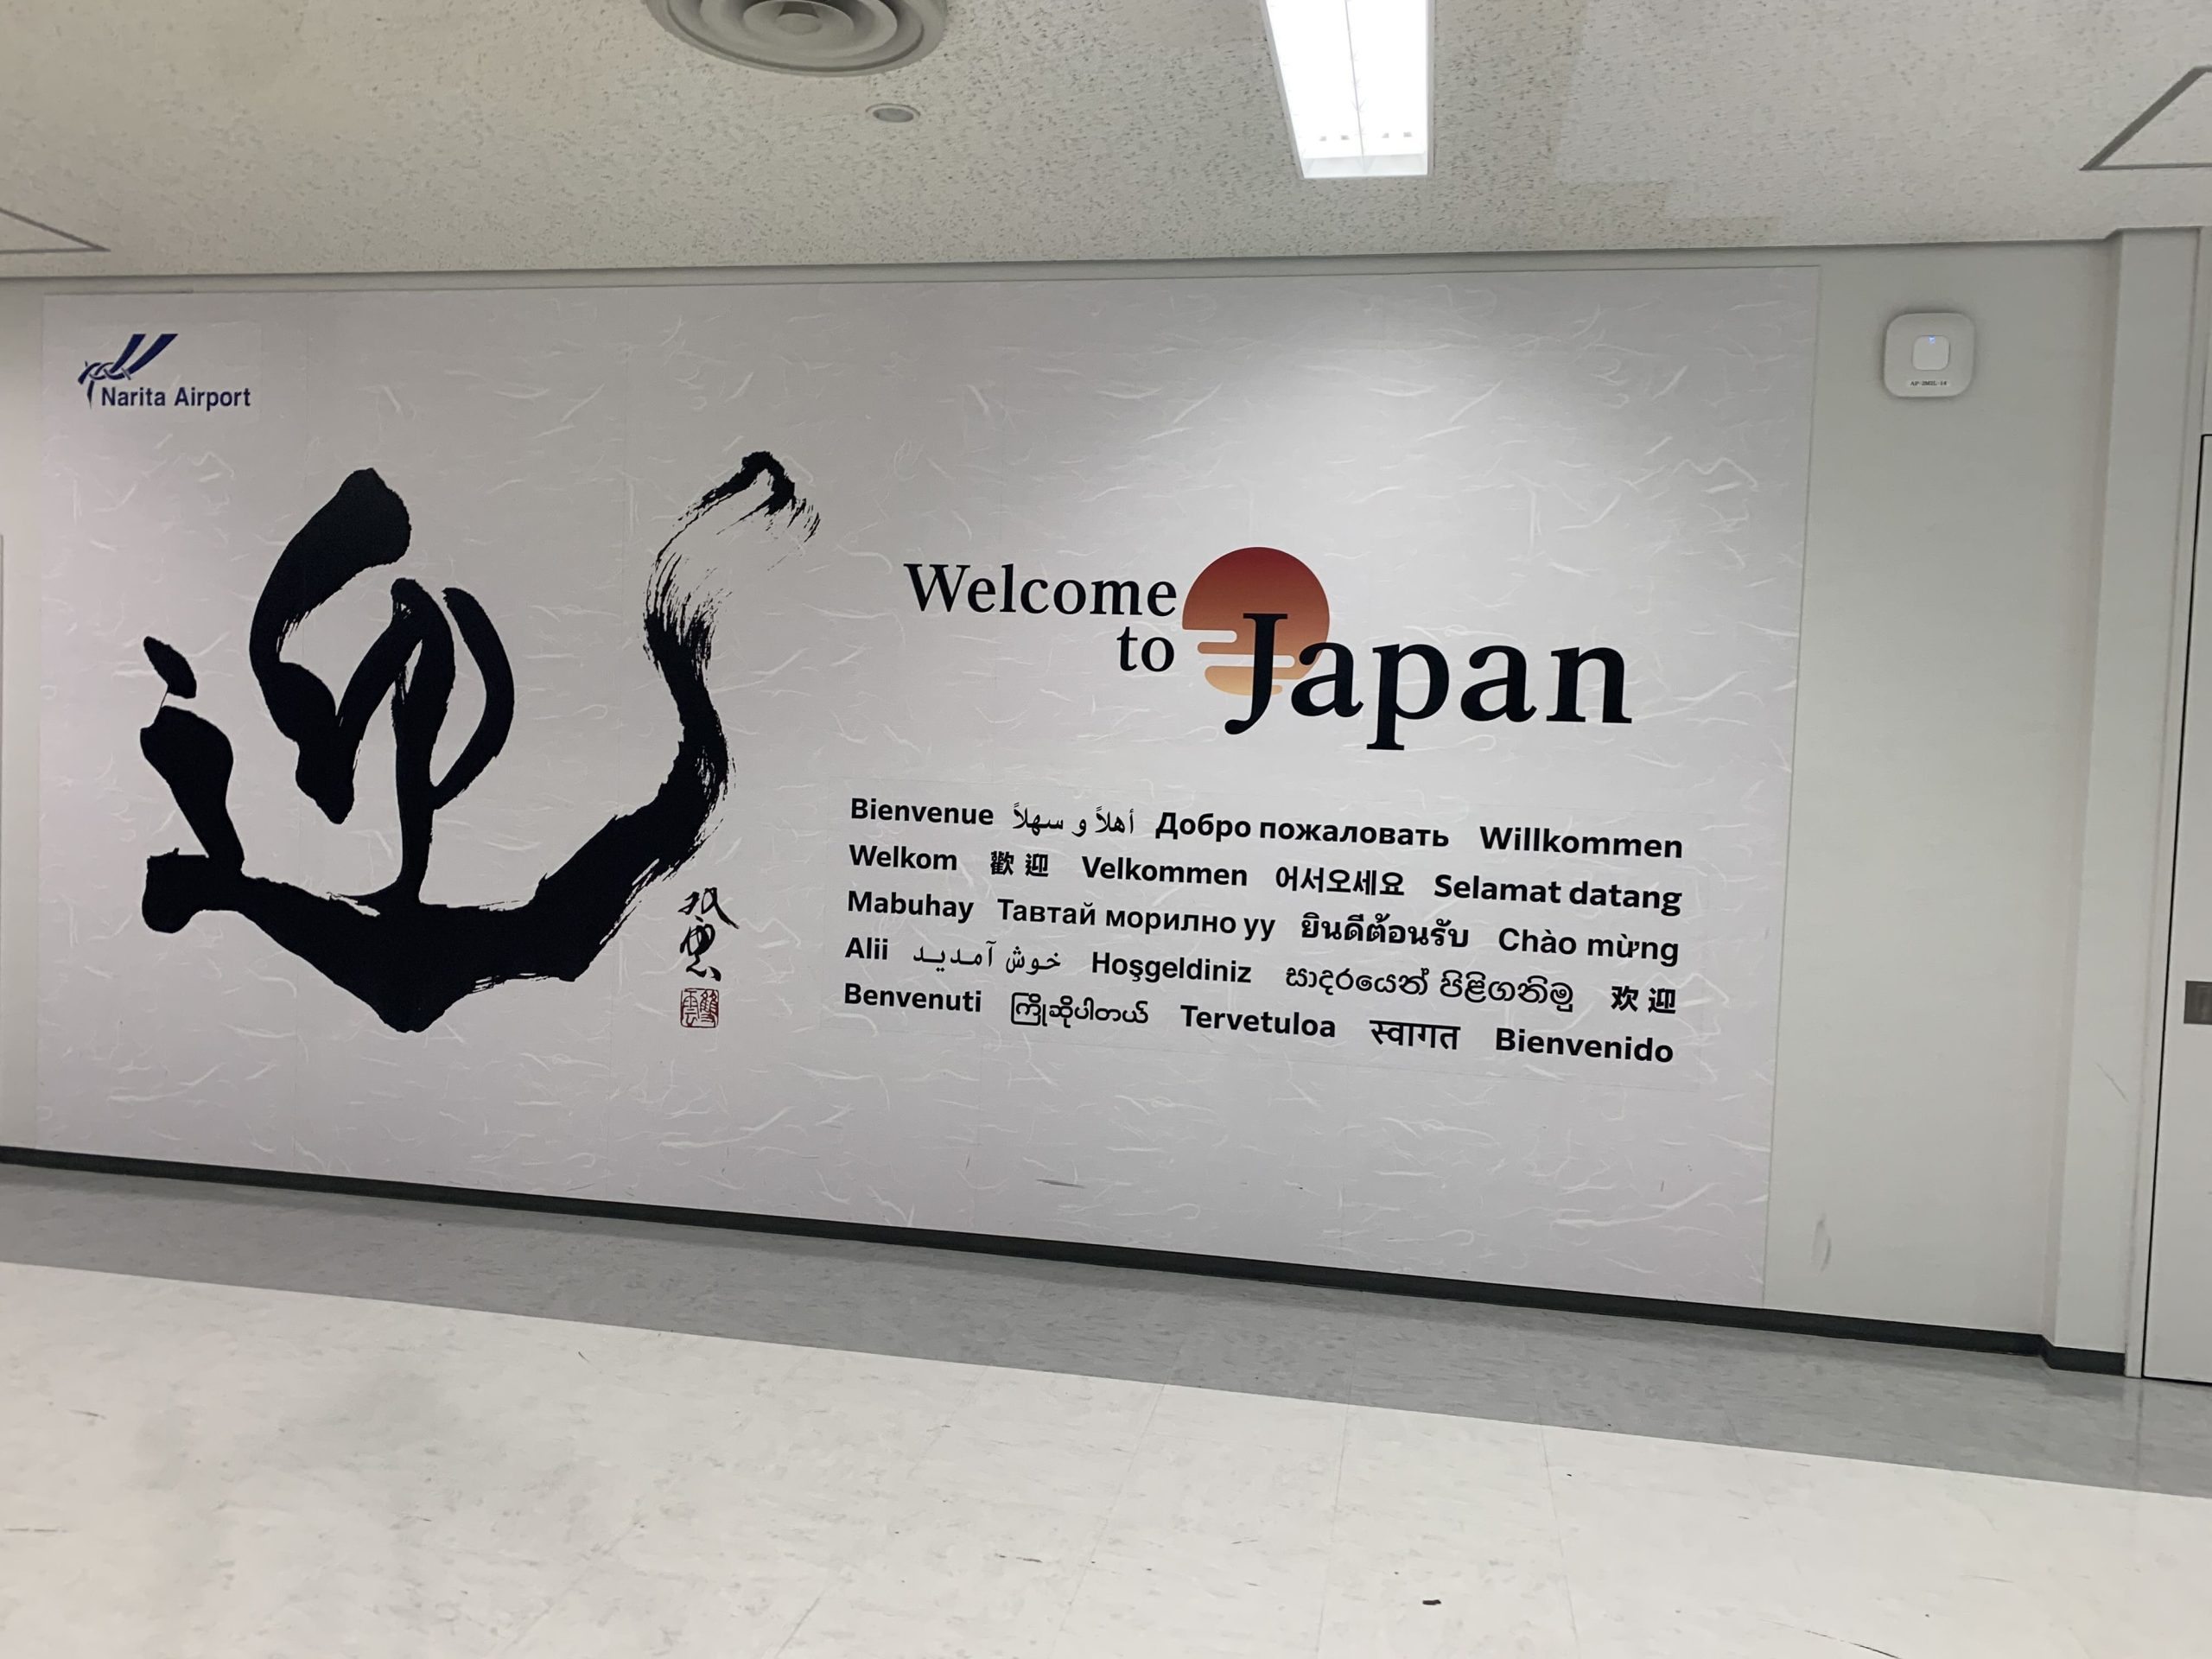 Narita Airport
迎
Welcome
to
Japan
Bienvenue أهلاً و سهلاً Добро пожаловать Willkommen
Welkom 歡迎 Velkommen 어서오세요 Selamat datang
Mabuhay Тавтай морилно уу ยินดีต้อนรับ Chào mừng
Alii خوش آمدید Hoşgeldiniz සාදරයෙන් පිළිගනිමු 欢迎
Benvenuti ကြိုဆိုပါတယ် Tervetuloa स्वागत Bienvenido